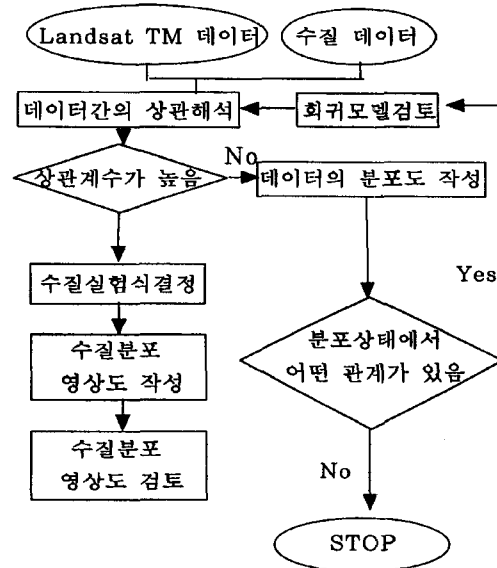 Landsat TM 데이터
수질 데이터
데이터간의 상관해석
회귀모델검토
상관계수가 높음
No
데이터의 분포도 작성
수질실험식결정
Yes
수질분포
영상도 작성
분포상태에서
어떤 관계가 있음
수질분포
영상도 검토
No
STOP